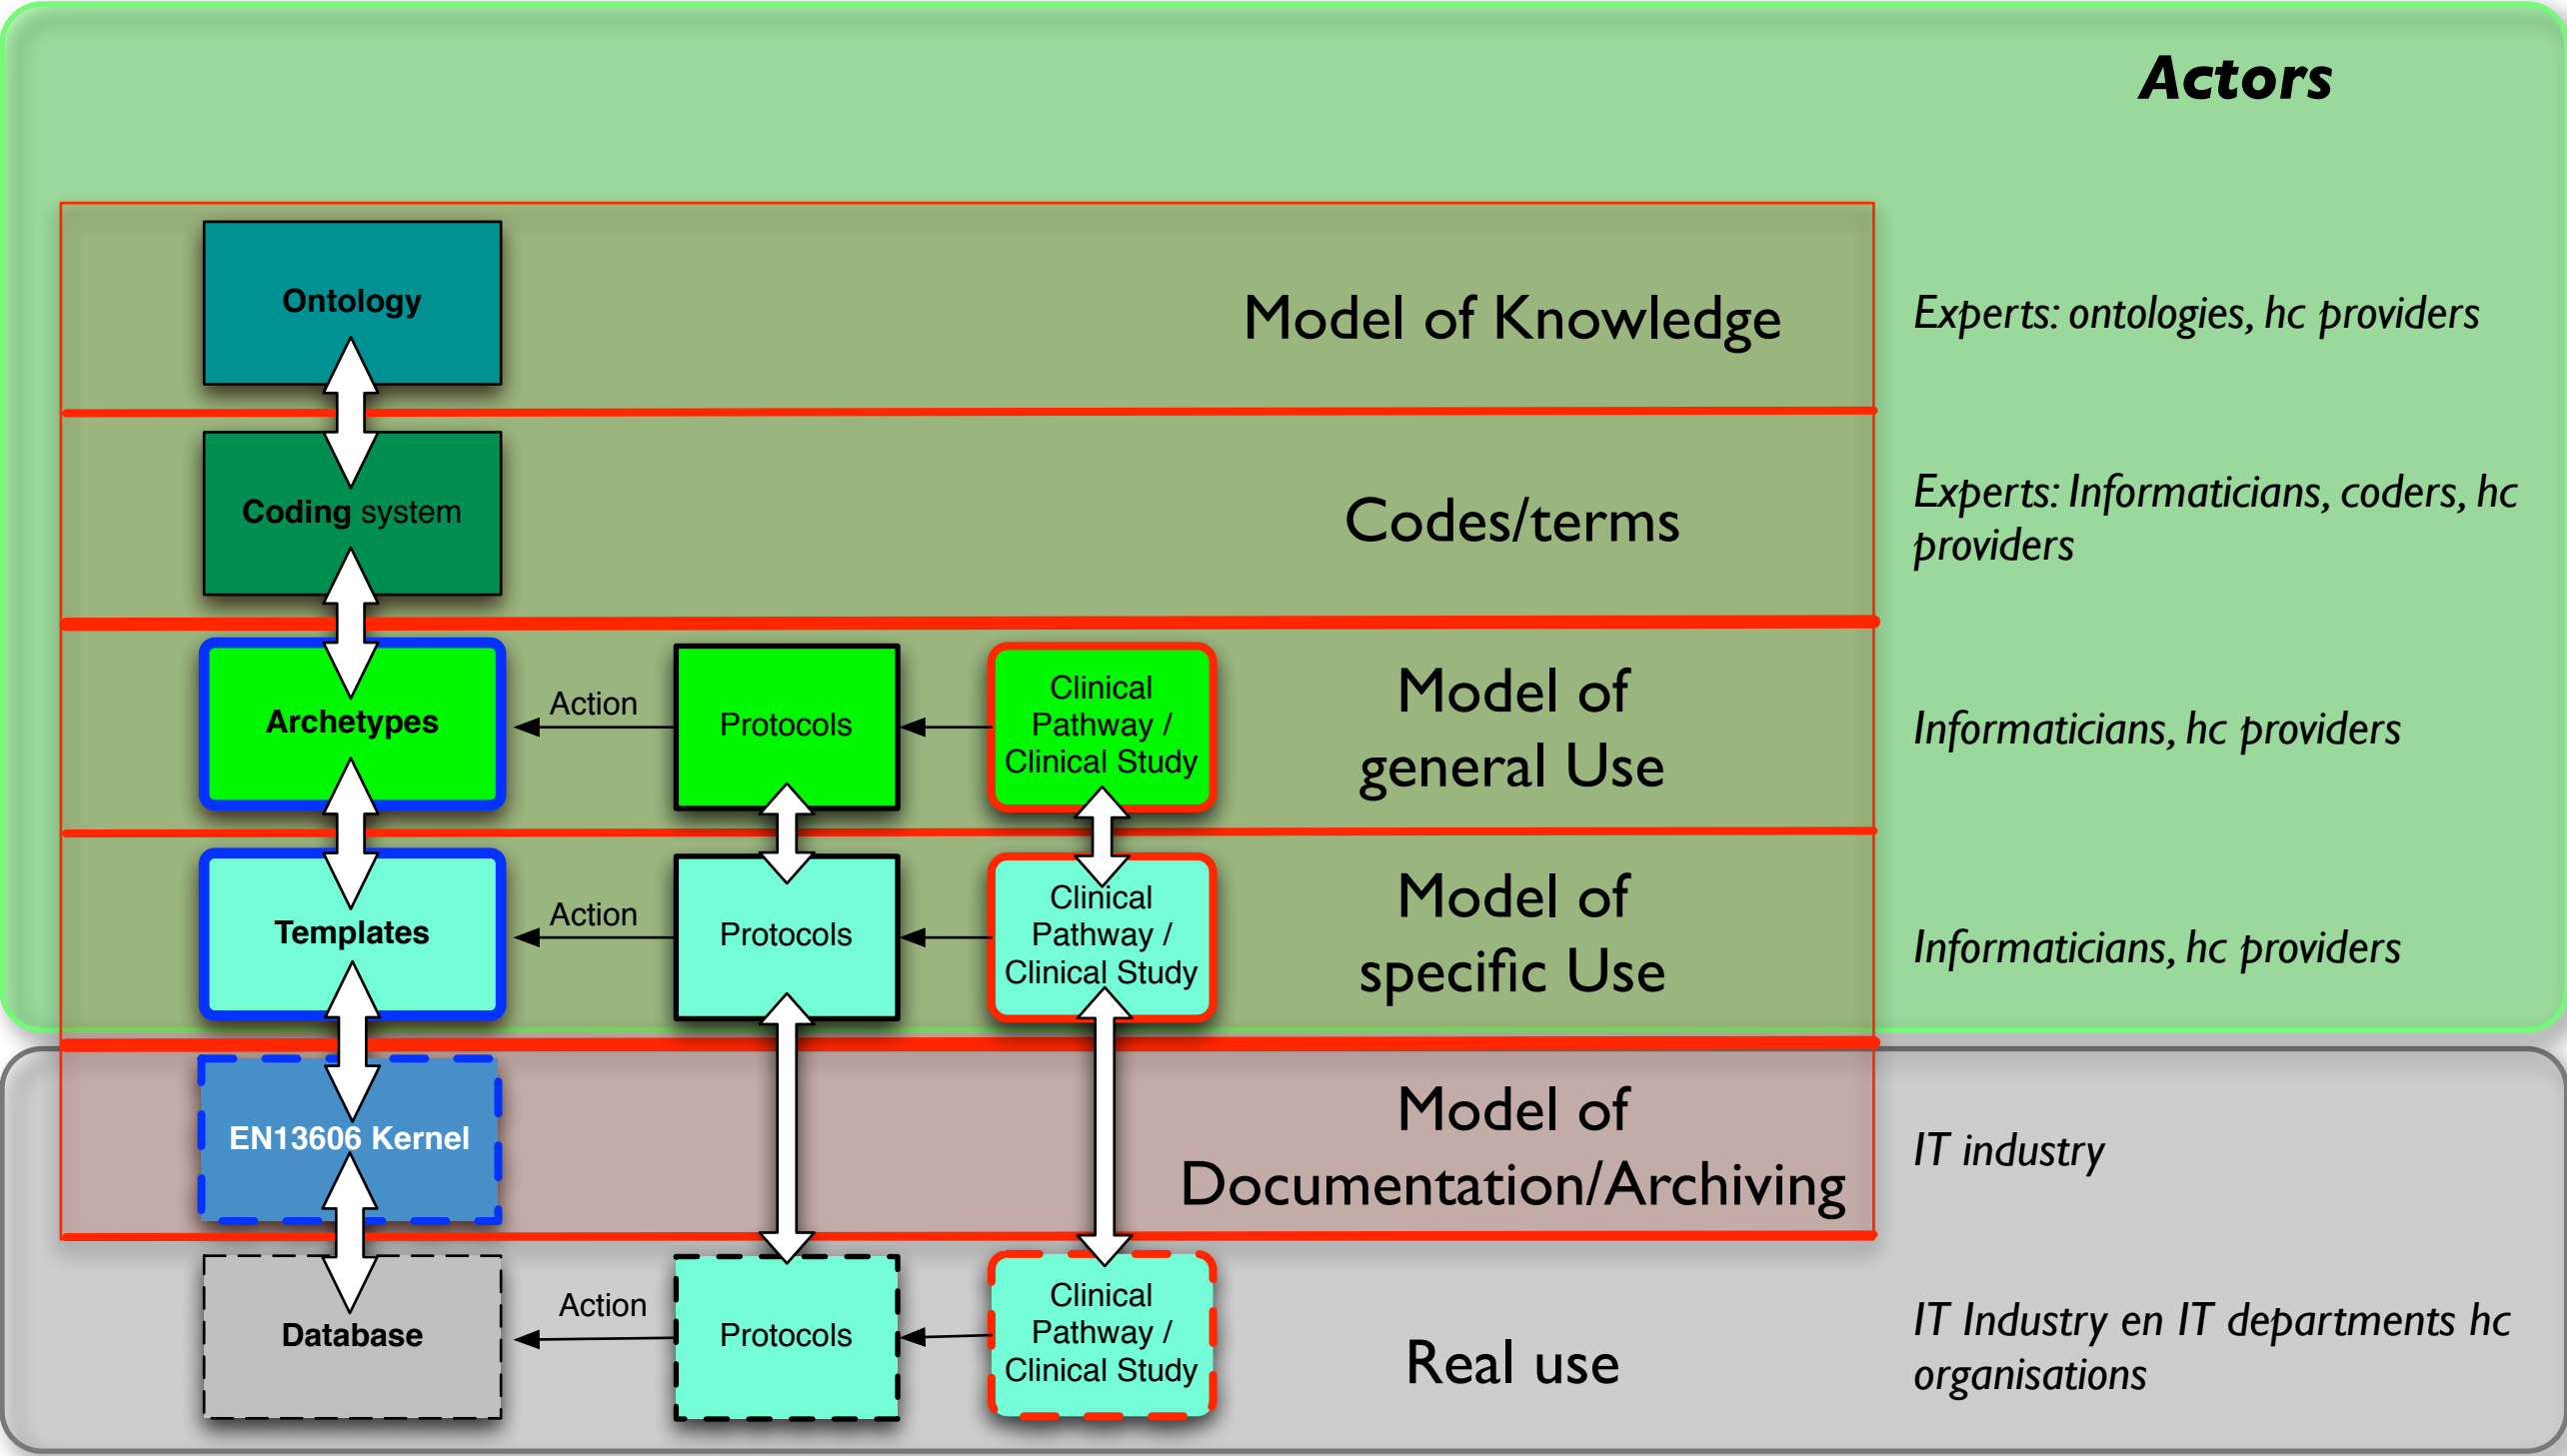 Actors
Ontology
Model of Knowledge
Experts: ontologies, hc providers
Coding system
Codes/terms
Experts: Informaticians, coders, hc
providers
Archetypes
Action
Protocols
Clinical
Pathway /
Clinical Study
Model of
general Use
Informaticians, hc providers
Templates
Action
Protocols
Clinical
Pathway /
Clinical Study
Model of
specific Use
Informaticians, hc providers
EN13606 Kernel
Model of
Documentation/Archiving
IT industry
Database
Action
Protocols
Clinical
Pathway /
Clinical Study
Real use
IT Industry en IT departments hc
organisations